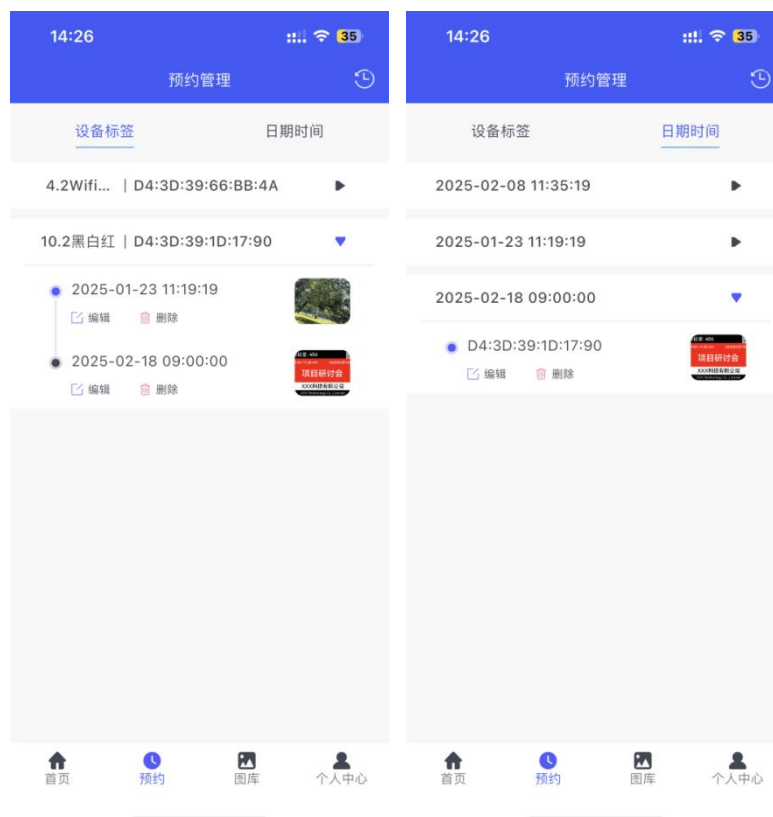 14:26
35
预约管理
设备标签
日期时间
4.2Wifi... | D4:3D:39:66:BB:4A
10.2黑白红 | D4:3D:39:1D:17:90
2025-01-23 11:19:19
编辑 删除
2025-02-18 09:00:00
编辑 删除
项目研讨会
XXX科技有限公司
首页
预约
图库
个人中心
14:26
35
预约管理
设备标签
日期时间
2025-02-08 11:35:19
2025-01-23 11:19:19
2025-02-18 09:00:00
D4:3D:39:1D:17:90
编辑 删除
项目研讨会
XXX科技有限公司
首页
预约
图库
个人中心